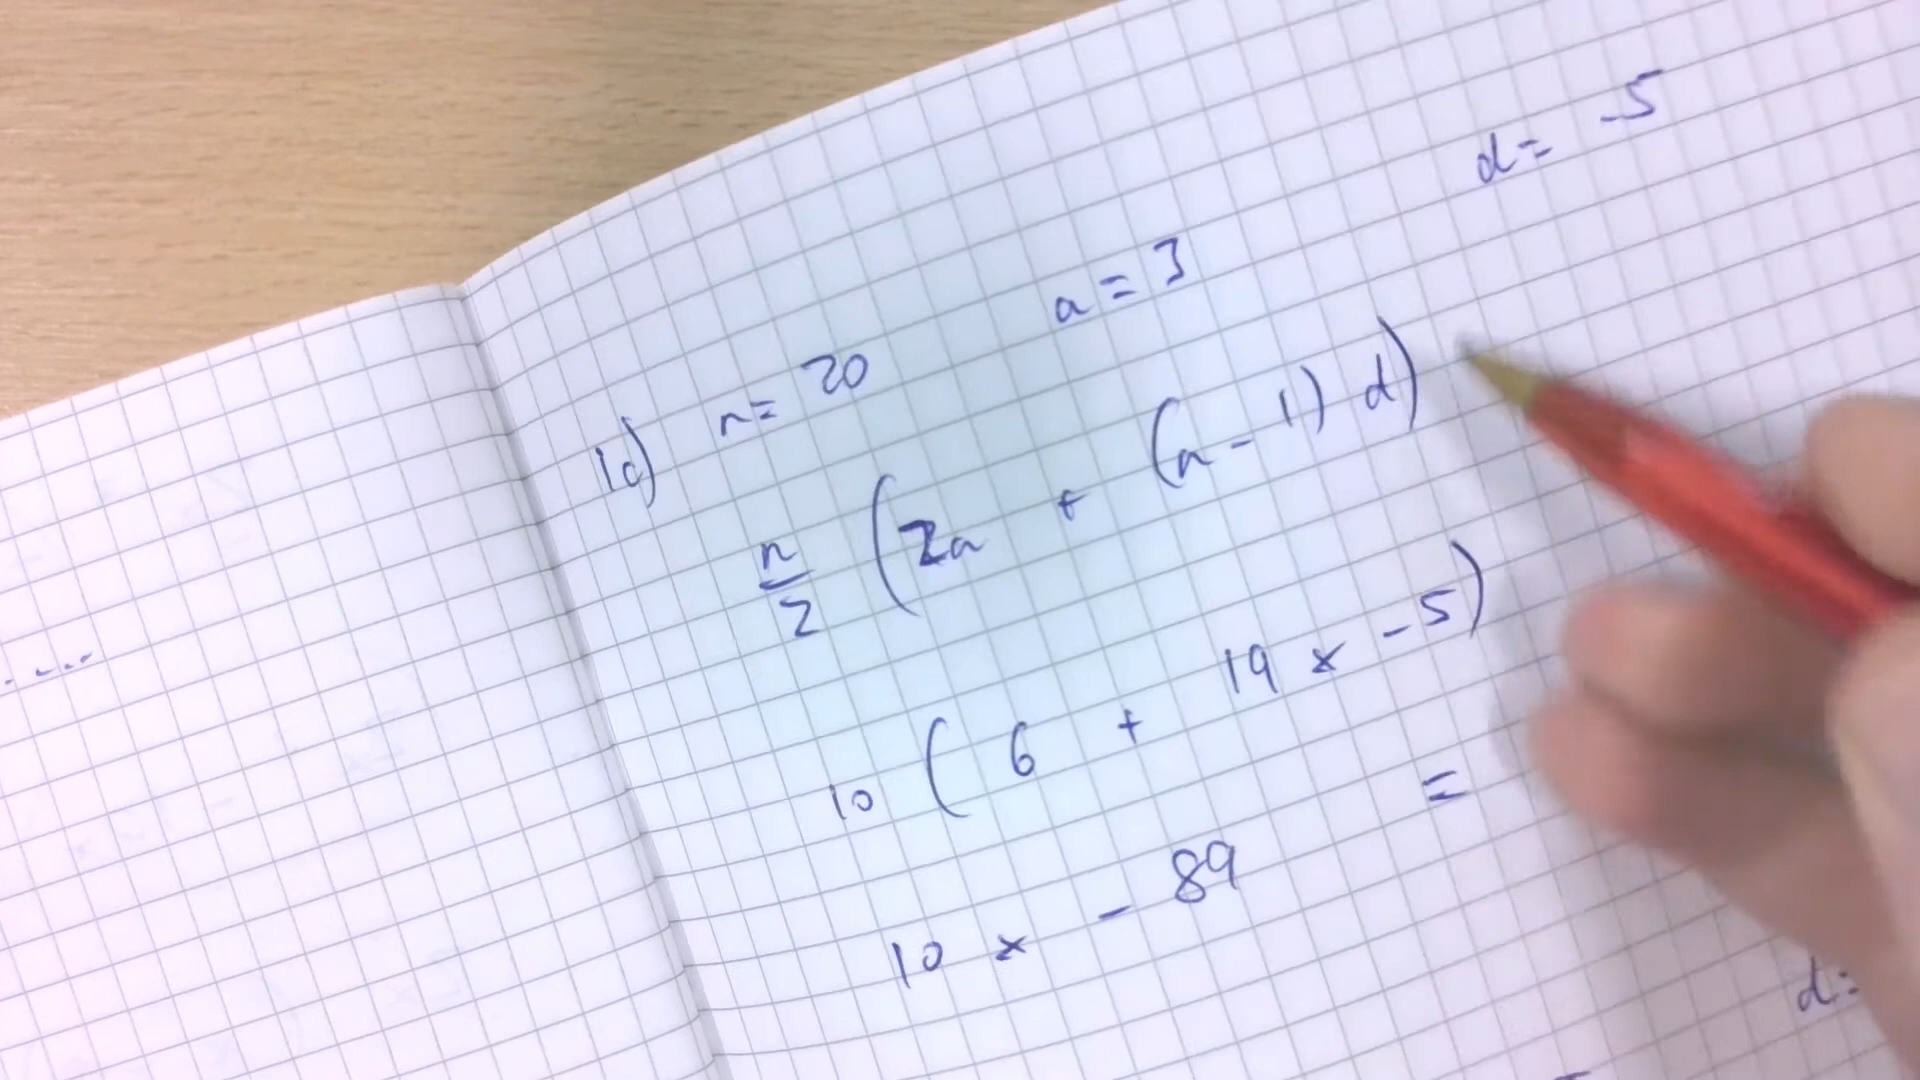 1c) n = 20 a = 3 d = -5
n/2 (2a + (n - 1) d)
10 ( 6 + 19 × -5)
10 × - 89 =
d =